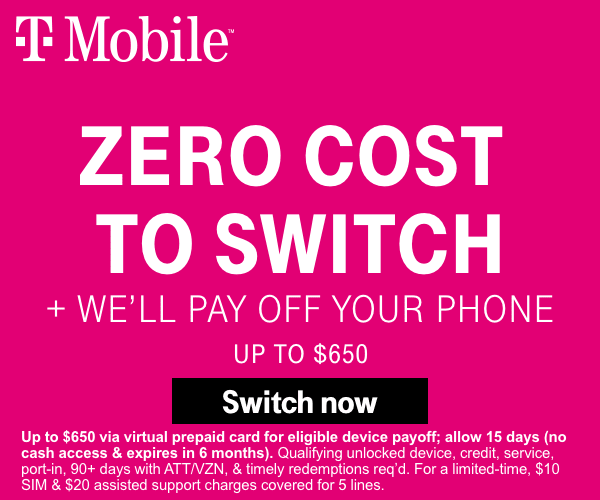 T Mobile™
ZERO COST
TO SWITCH
+ WE'LL PAY OFF YOUR PHONE
UP TO $650
Switch now
Up to $650 via virtual prepaid card for eligible device payoff; allow 15 days (no
cash access & expires in 6 months). Qualifying unlocked device, credit, service,
port-in, 90+ days with ATT/VZN, & timely redemptions req'd. For a limited-time, $10
SIM & $20 assisted support charges covered for 5 lines.